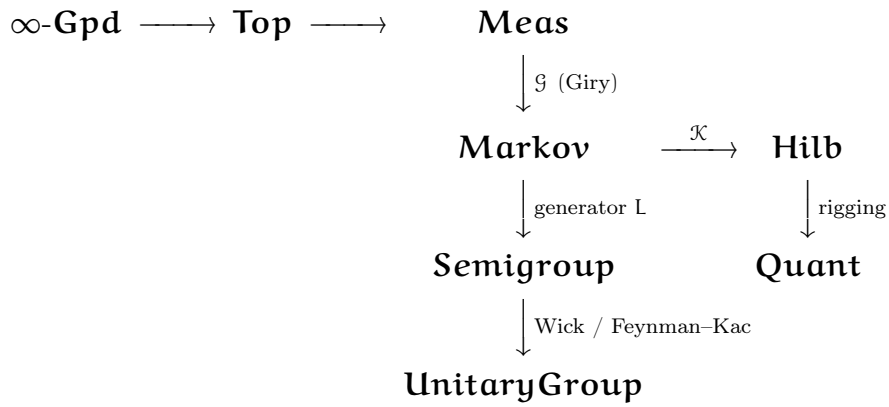 ∞-Gpd → Top → Meas
𝒢 (Giry)
Markov 𝒦 → Hilb
generator L rigging
Semigroup Quant
Wick / Feynman–Kac
UnitaryGroup